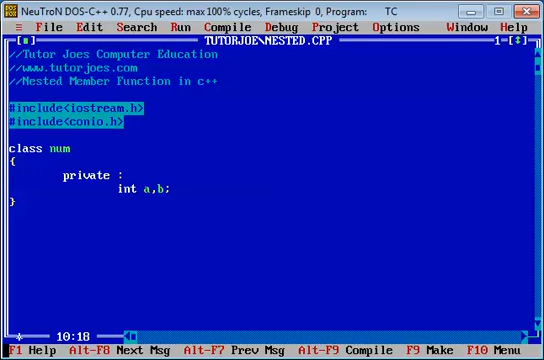 NeuTroN DOS-C++ 0.77, Cpu speed: max 100% cycles, Frameskip 0, Program: TC
≡ File Edit Search Run Compile Debug Project Options Window Help
TUTORJOE\NESTED.CPP 1
//Tutor Joes Computer Education
//www.tutorjoes.com
//Nested Member Function in c++
#include<iostream.h>
#include<conio.h>
class num
{
private :
int a,b;
}
10:18
F1 Help Alt-F8 Next Msg Alt-F7 Prev Msg Alt-F9 Compile F9 Make F10 Menu